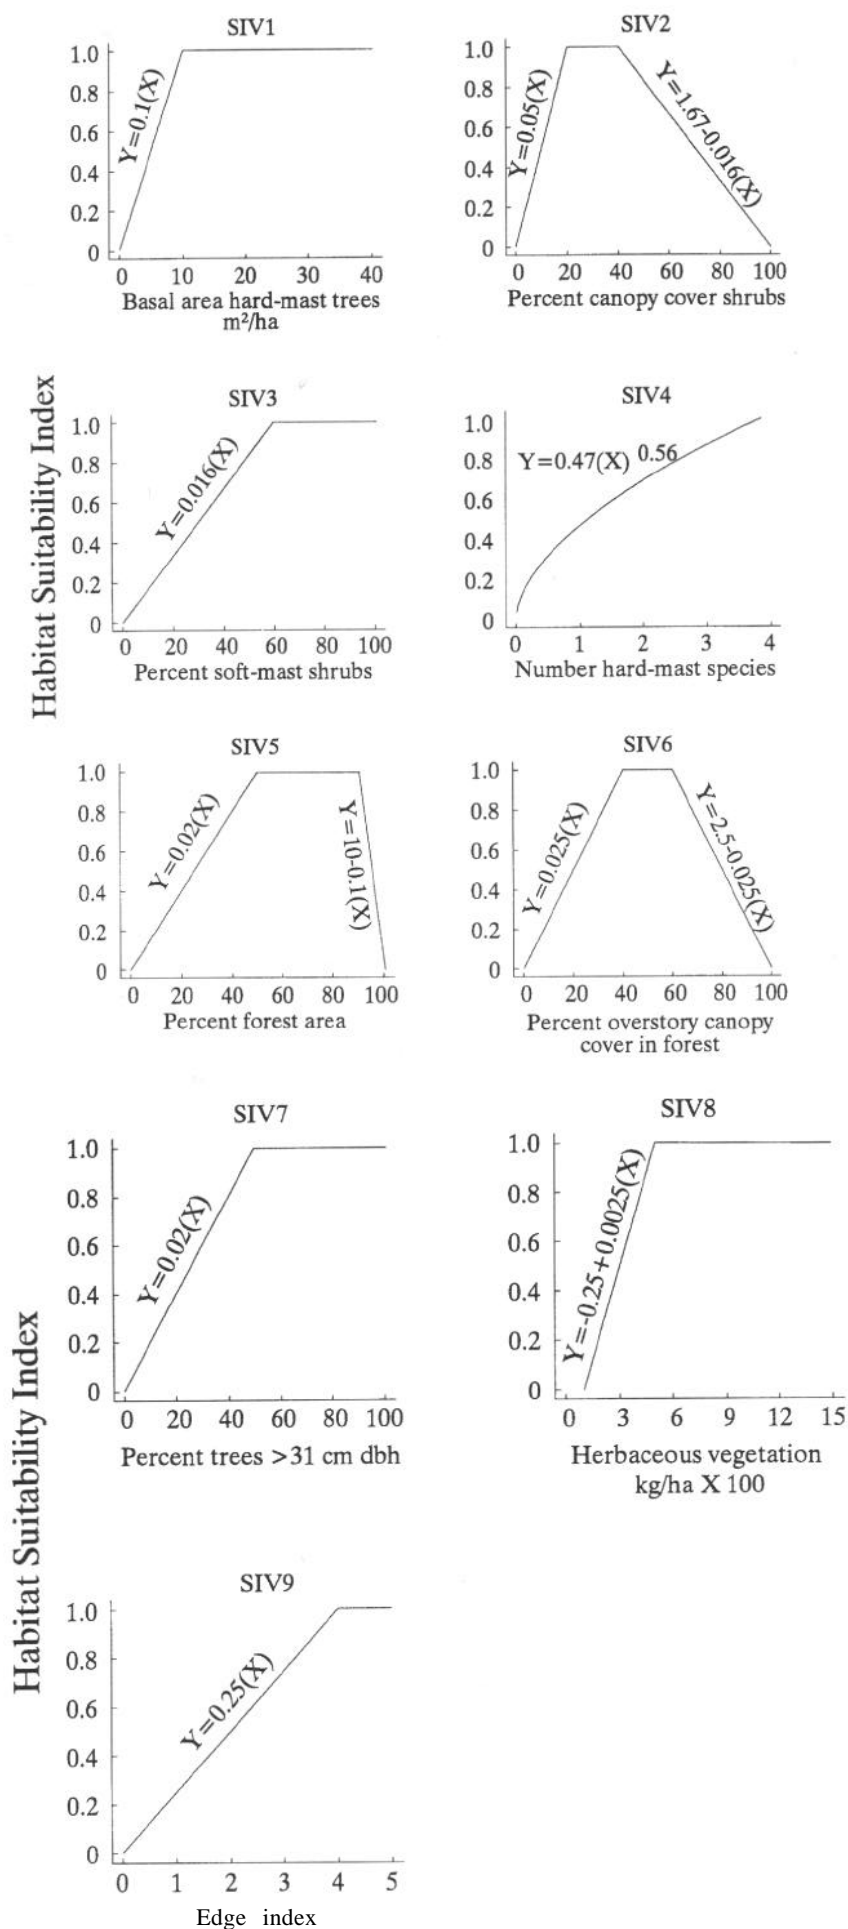 SIV1
1.0
0.8
0.6
0.4
0.2
0
Y=0.1(X)
0 10 20 30 40
Basal area hard-mast trees
m²/ha
SIV2
1.0
0.8
0.6
0.4
0.2
0
Y=0.05(X)
Y=1.67-0.016(X)
0 20 40 60 80 100
Percent canopy cover shrubs
Habitat Suitability Index
SIV3
1.0
0.8
0.6
0.4
0.2
0
Y=0.016(X)
0 20 40 60 80 100
Percent soft-mast shrubs
SIV4
1.0
0.8
0.6
0.4
0.2
0
Y=0.47(X) 0.56
0 1 2 3 4
Number hard-mast species
SIV5
1.0
0.8
0.6
0.4
0.2
0
Y=0.02(X)
Y=10-0.1(X)
0 20 40 60 80 100
Percent forest area
SIV6
1.0
0.8
0.6
0.4
0.2
0
Y=0.025(X)
Y=2.5-0.025(X)
0 20 40 60 80 100
Percent overstory canopy
cover in forest
Habitat Suitability Index
SIV7
1.0
0.8
0.6
0.4
0.2
0
Y=0.02(X)
0 20 40 60 80 100
Percent trees >31 cm dbh
SIV8
1.0
0.8
0.6
0.4
0.2
0
Y=-0.25+0.0025(X)
0 3 6 9 12 15
Herbaceous vegetation
kg/ha X 100
SIV9
1.0
0.8
0.6
0.4
0.2
0
Y=0.25(X)
0 1 2 3 4 5
Edge index